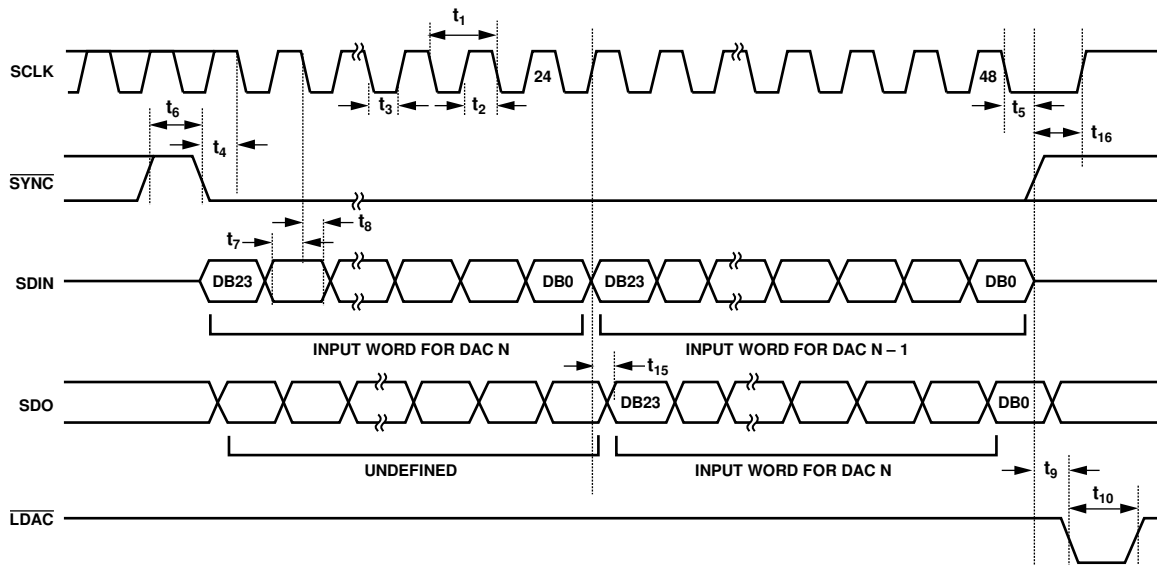 t1
SCLK
24
48
t3
t2
t5
t6
t4
t16
SYNC
t8
t7
SDIN
DB23
DB0
DB23
DB0
INPUT WORD FOR DAC N
INPUT WORD FOR DAC N – 1
t15
SDO
DB23
DB0
UNDEFINED
INPUT WORD FOR DAC N
t9
t10
LDAC